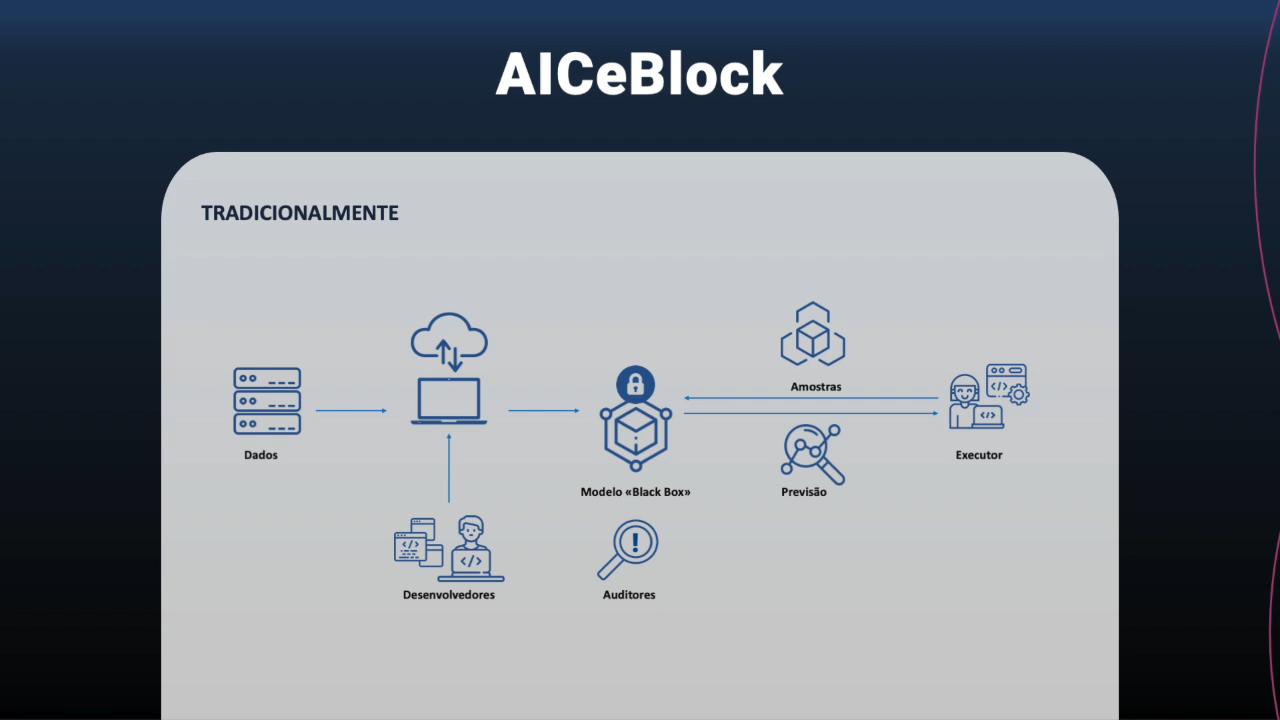 AICeBlock
TRADICIONALMENTE
Amostras
Dados
Executor
Modelo «Black Box»
Previsão
Desenvolvedores
Auditores